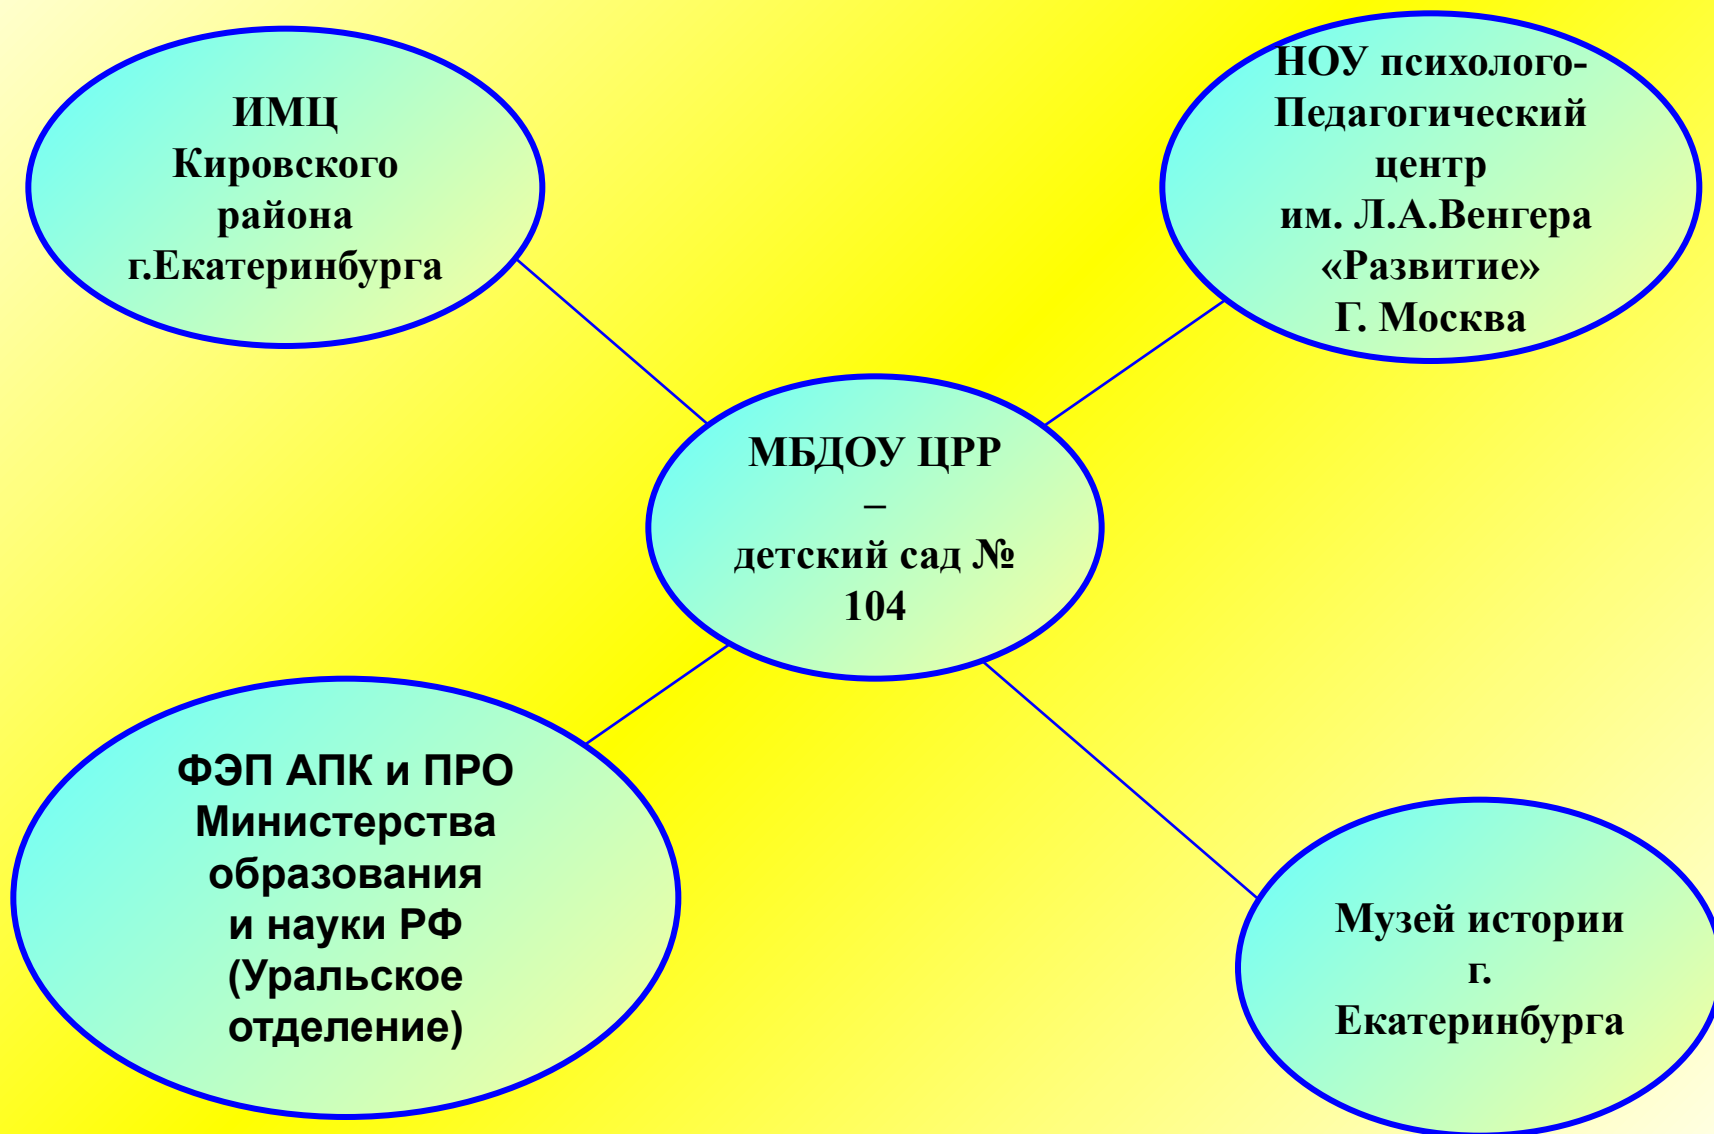 ИМЦ
Кировского
района
г.Екатеринбурга
НОУ психолого-
Педагогический
центр
им. Л.А.Венгера
«Развитие»
Г. Москва
МБДОУ ЦРР
–
детский сад №
104
ФЭП АПК и ПРО
Министерства
образования
и науки РФ
(Уральское
отделение)
Музей истории
г.
Екатеринбурга